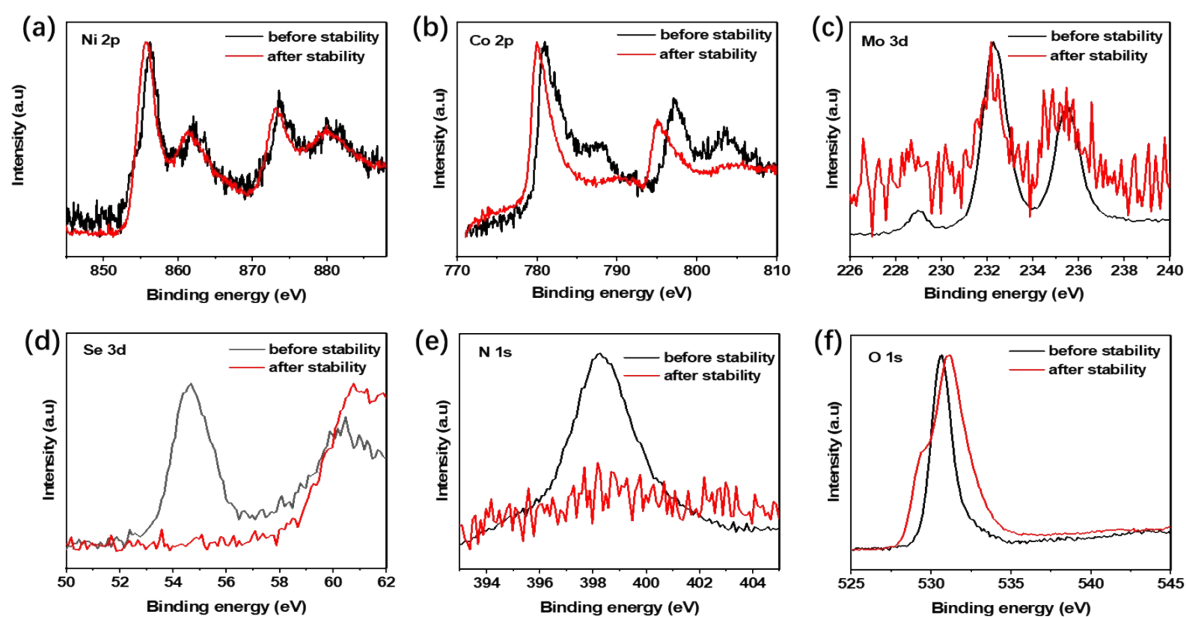 (a)
Ni 2p
before stability
after stability
Intensity (a.u)
850 860 870 880
Binding energy (eV)
(b)
Co 2p
before stability
after stability
Intensity (a.u)
770 780 790 800 810
Binding energy (eV)
(c)
Mo 3d
before stability
after stability
Intensity (a.u)
226 228 230 232 234 236 238 240
Binding energy (eV)
(d)
Se 3d
before stability
after stability
Intensity (a.u)
50 52 54 56 58 60 62
Binding energy (eV)
(e)
N 1s
before stability
after stability
Intensity (a.u)
394 396 398 400 402 404
Binding energy (eV)
(f)
O 1s
before stability
after stability
Intensity (a.u)
525 530 535 540 545
Binding energy (eV)